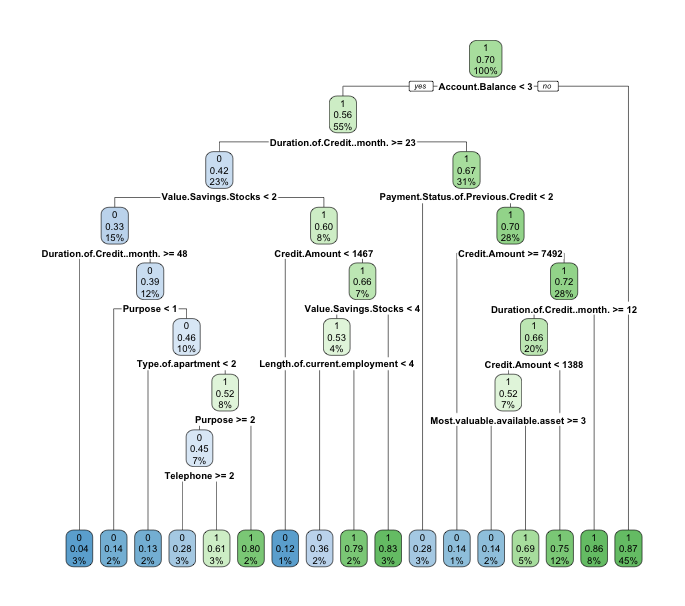 1
0.70
100%
yes Account.Balance < 3 no
1
0.56
55%
Duration.of.Credit..month. >= 23
0 1
0.42 0.67
23% 31%
Value.Savings.Stocks < 2 Payment.Status.of.Previous.Credit < 2
0 1 1
0.33 0.60 0.70
15% 8% 28%
Duration.of.Credit..month. >= 48 Credit.Amount < 1467 Credit.Amount >= 7492
0 1 1
0.39 0.66 0.72
12% 7% 28%
Purpose < 1 Value.Savings.Stocks < 4 Duration.of.Credit..month. >= 12
0 1 1
0.46 0.53 0.66
10% 4% 20%
Type.of.apartment < 2 Length.of.current.employment < 4 Credit.Amount < 1388
1 1
0.52 0.52
8% 7%
Purpose >= 2 Most.valuable.available.asset >= 3
0
0.45
7%
Telephone >= 2
0 0 0 0 1 1 0 0 1 1 0 0 0 1 1 1 1
0.04 0.14 0.13 0.28 0.61 0.80 0.12 0.36 0.79 0.83 0.28 0.14 0.14 0.69 0.75 0.86 0.87
3% 2% 2% 3% 3% 2% 1% 2% 2% 3% 3% 1% 2% 5% 12% 8% 45%